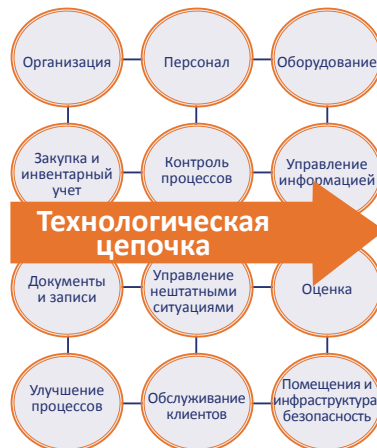 Организация
Персонал
Оборудование
Закупка и
инвентарный
учет
Контроль
процессов
Управление
информацией
Технологическая
цепочка
Документы
и записи
Управление
нештатными
ситуациями
Оценка
Улучшение
процессов
Обслуживание
клиентов
Помещения и
инфраструктура
безопасность